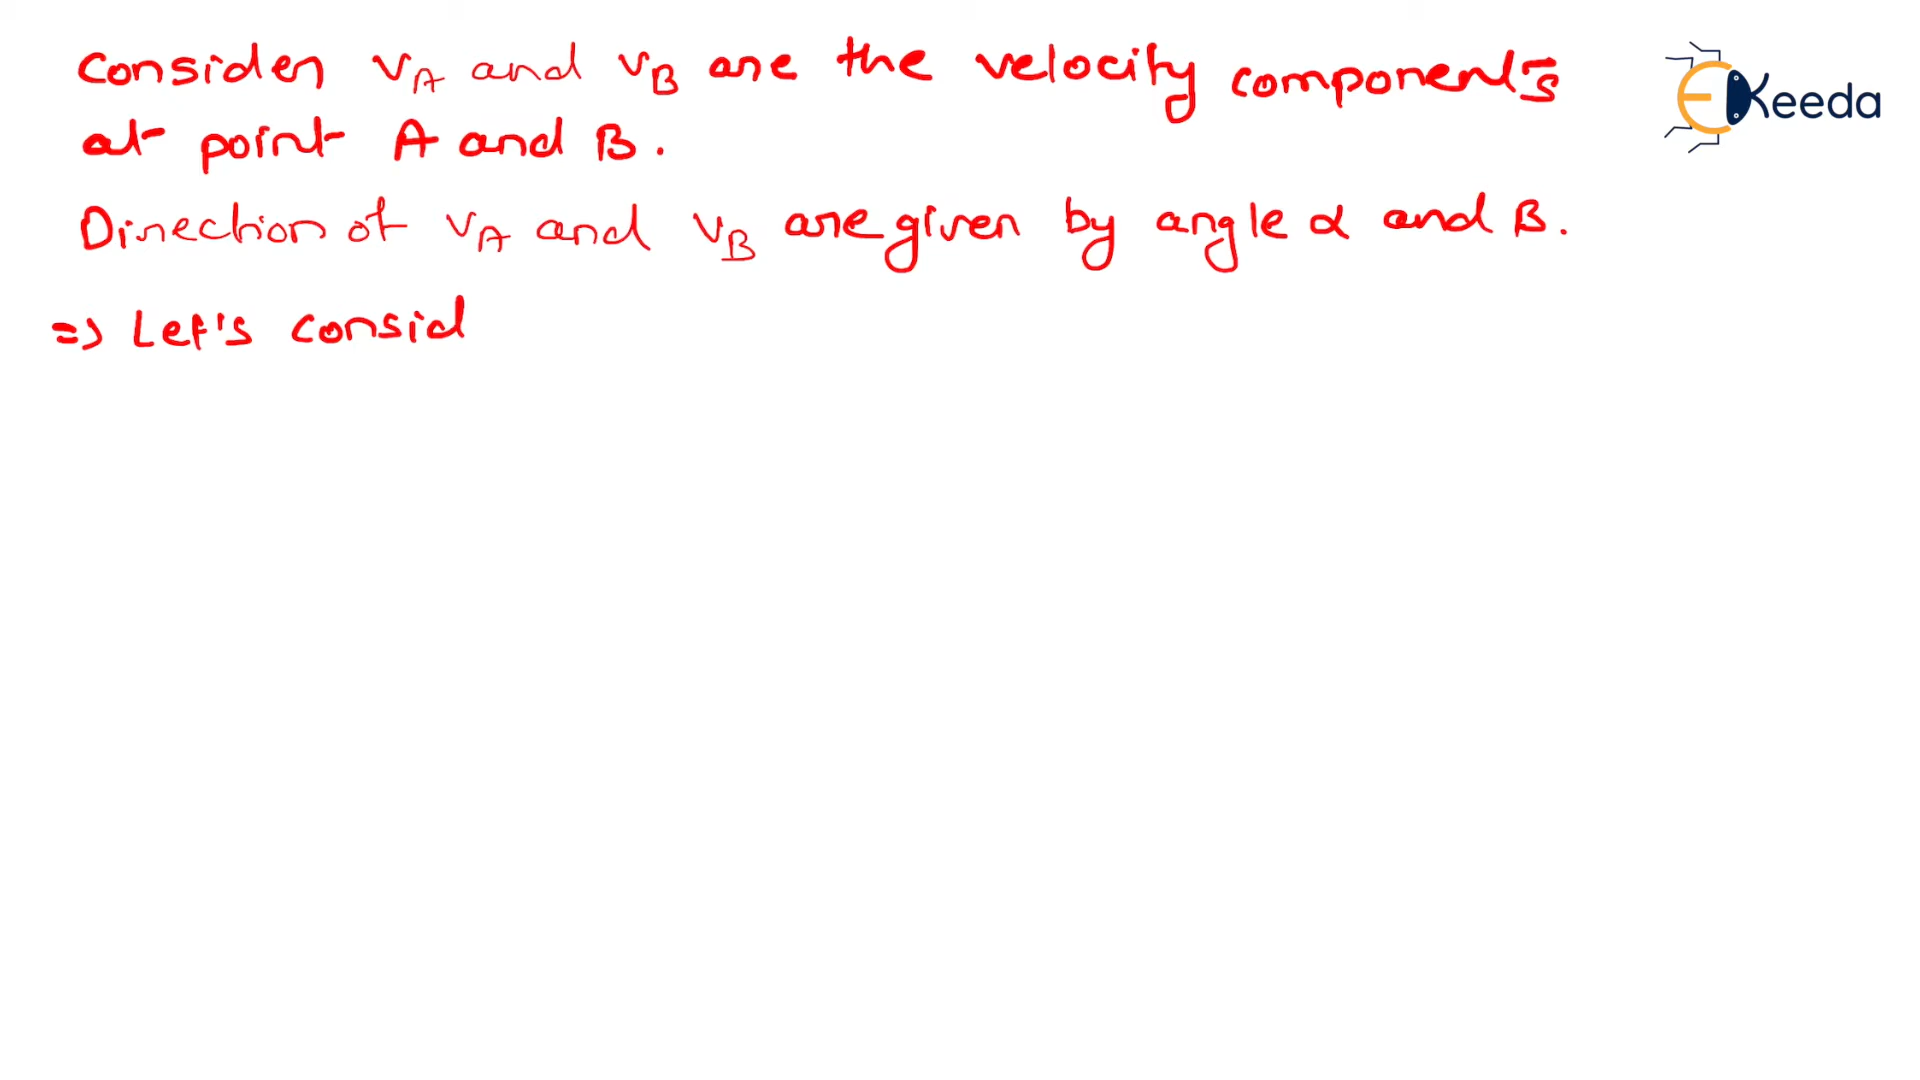 Consider VA and VB are the velocity components
EKeeda
at point A and B.
Direction of VA and VB are given by angle α and β.
=> Let's consid